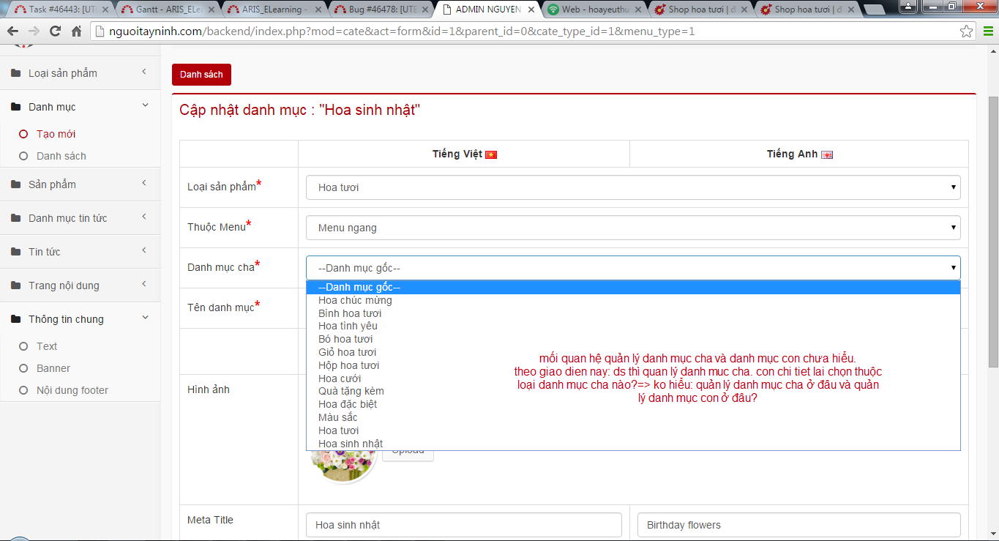 Task #46443: [UT
Gantt - ARIS_ELe
ARIS_ELearning -
Bug #46478: [UTE
ADMIN NGUYEN
Web - hoayeuthu
Shop hoa tươi | đ
Shop hoa tươi | đ
nguoitayninh.com/backend/index.php?mod=cate&act=form&id=1&parent_id=0&cate_type_id=1&menu_type=1
Loại sản phẩm
Danh mục
Tạo mới
Danh sách
Sản phẩm
Danh mục tin tức
Tin tức
Trang nội dung
Thông tin chung
Text
Banner
Nội dung footer
Danh sách
Cập nhật danh mục : "Hoa sinh nhật"
Tiếng Việt
Tiếng Anh
Loại sản phẩm*
Hoa tươi
Thuộc Menu*
Menu ngang
Danh mục cha*
--Danh mục gốc--
--Danh mục gốc--
Hoa chúc mừng
Bình hoa tươi
Hoa tình yêu
Bó hoa tươi
Giỏ hoa tươi
Hộp hoa tươi
Hoa cưới
Quà tặng kèm
Hoa đặc biệt
Màu sắc
Hoa tươi
Hoa sinh nhật
mối quan hệ quản lý danh mục cha và danh mục con chưa hiểu.
theo giao dien nay: ds thì quan lý danh muc cha. con chi tiet lai chọn thuộc
loại danh mục cha nào?=> ko hiểu: quản lý danh mục cha ở đâu và quản
lý danh mục con ở đâu?
Tên danh mục*
Hình ảnh
Upload
Meta Title
Hoa sinh nhật
Birthday flowers